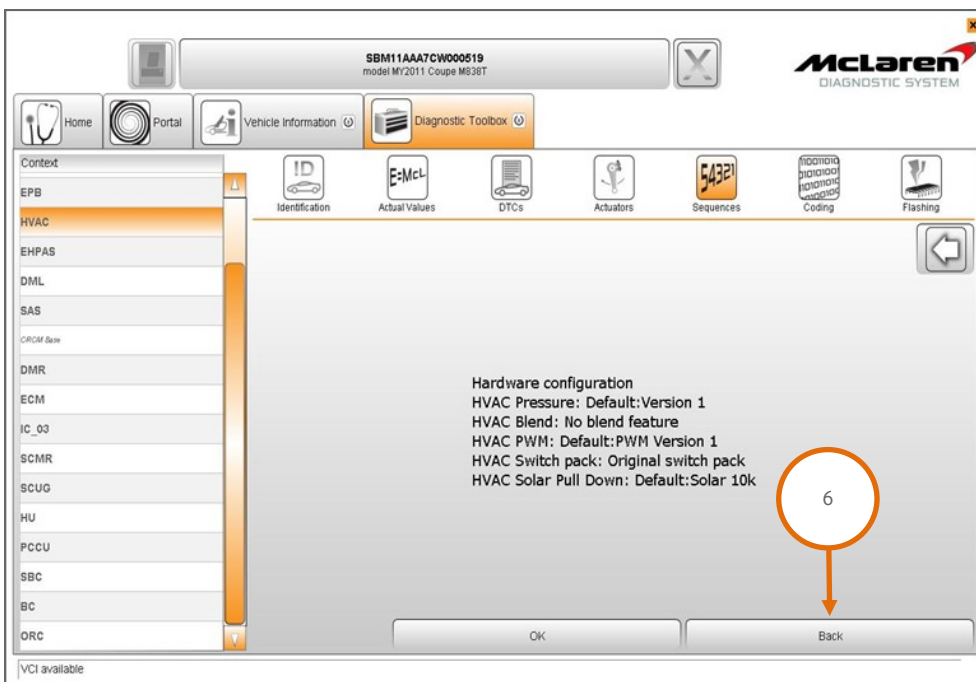 SBM11AAA7CW000519
model MY2011 Coupe M838T
McLaren
DIAGNOSTIC SYSTEM
Home
Portal
Vehicle Information
Diagnostic Toolbox
Context
EPB
HVAC
EHPAS
DML
SAS
CRCM Base
DMR
ECM
IC_03
SCMR
SCUG
HU
PCCU
SBC
BC
ORC
ID
Identification
E=McL
Actual Values
DTCs
Actuators
54321
Sequences
Coding
Flashing
Hardware configuration
HVAC Pressure: Default:Version 1
HVAC Blend: No blend feature
HVAC PWM: Default:PWM Version 1
HVAC Switch pack: Original switch pack
HVAC Solar Pull Down: Default:Solar 10k
6
OK
Back
VCI available